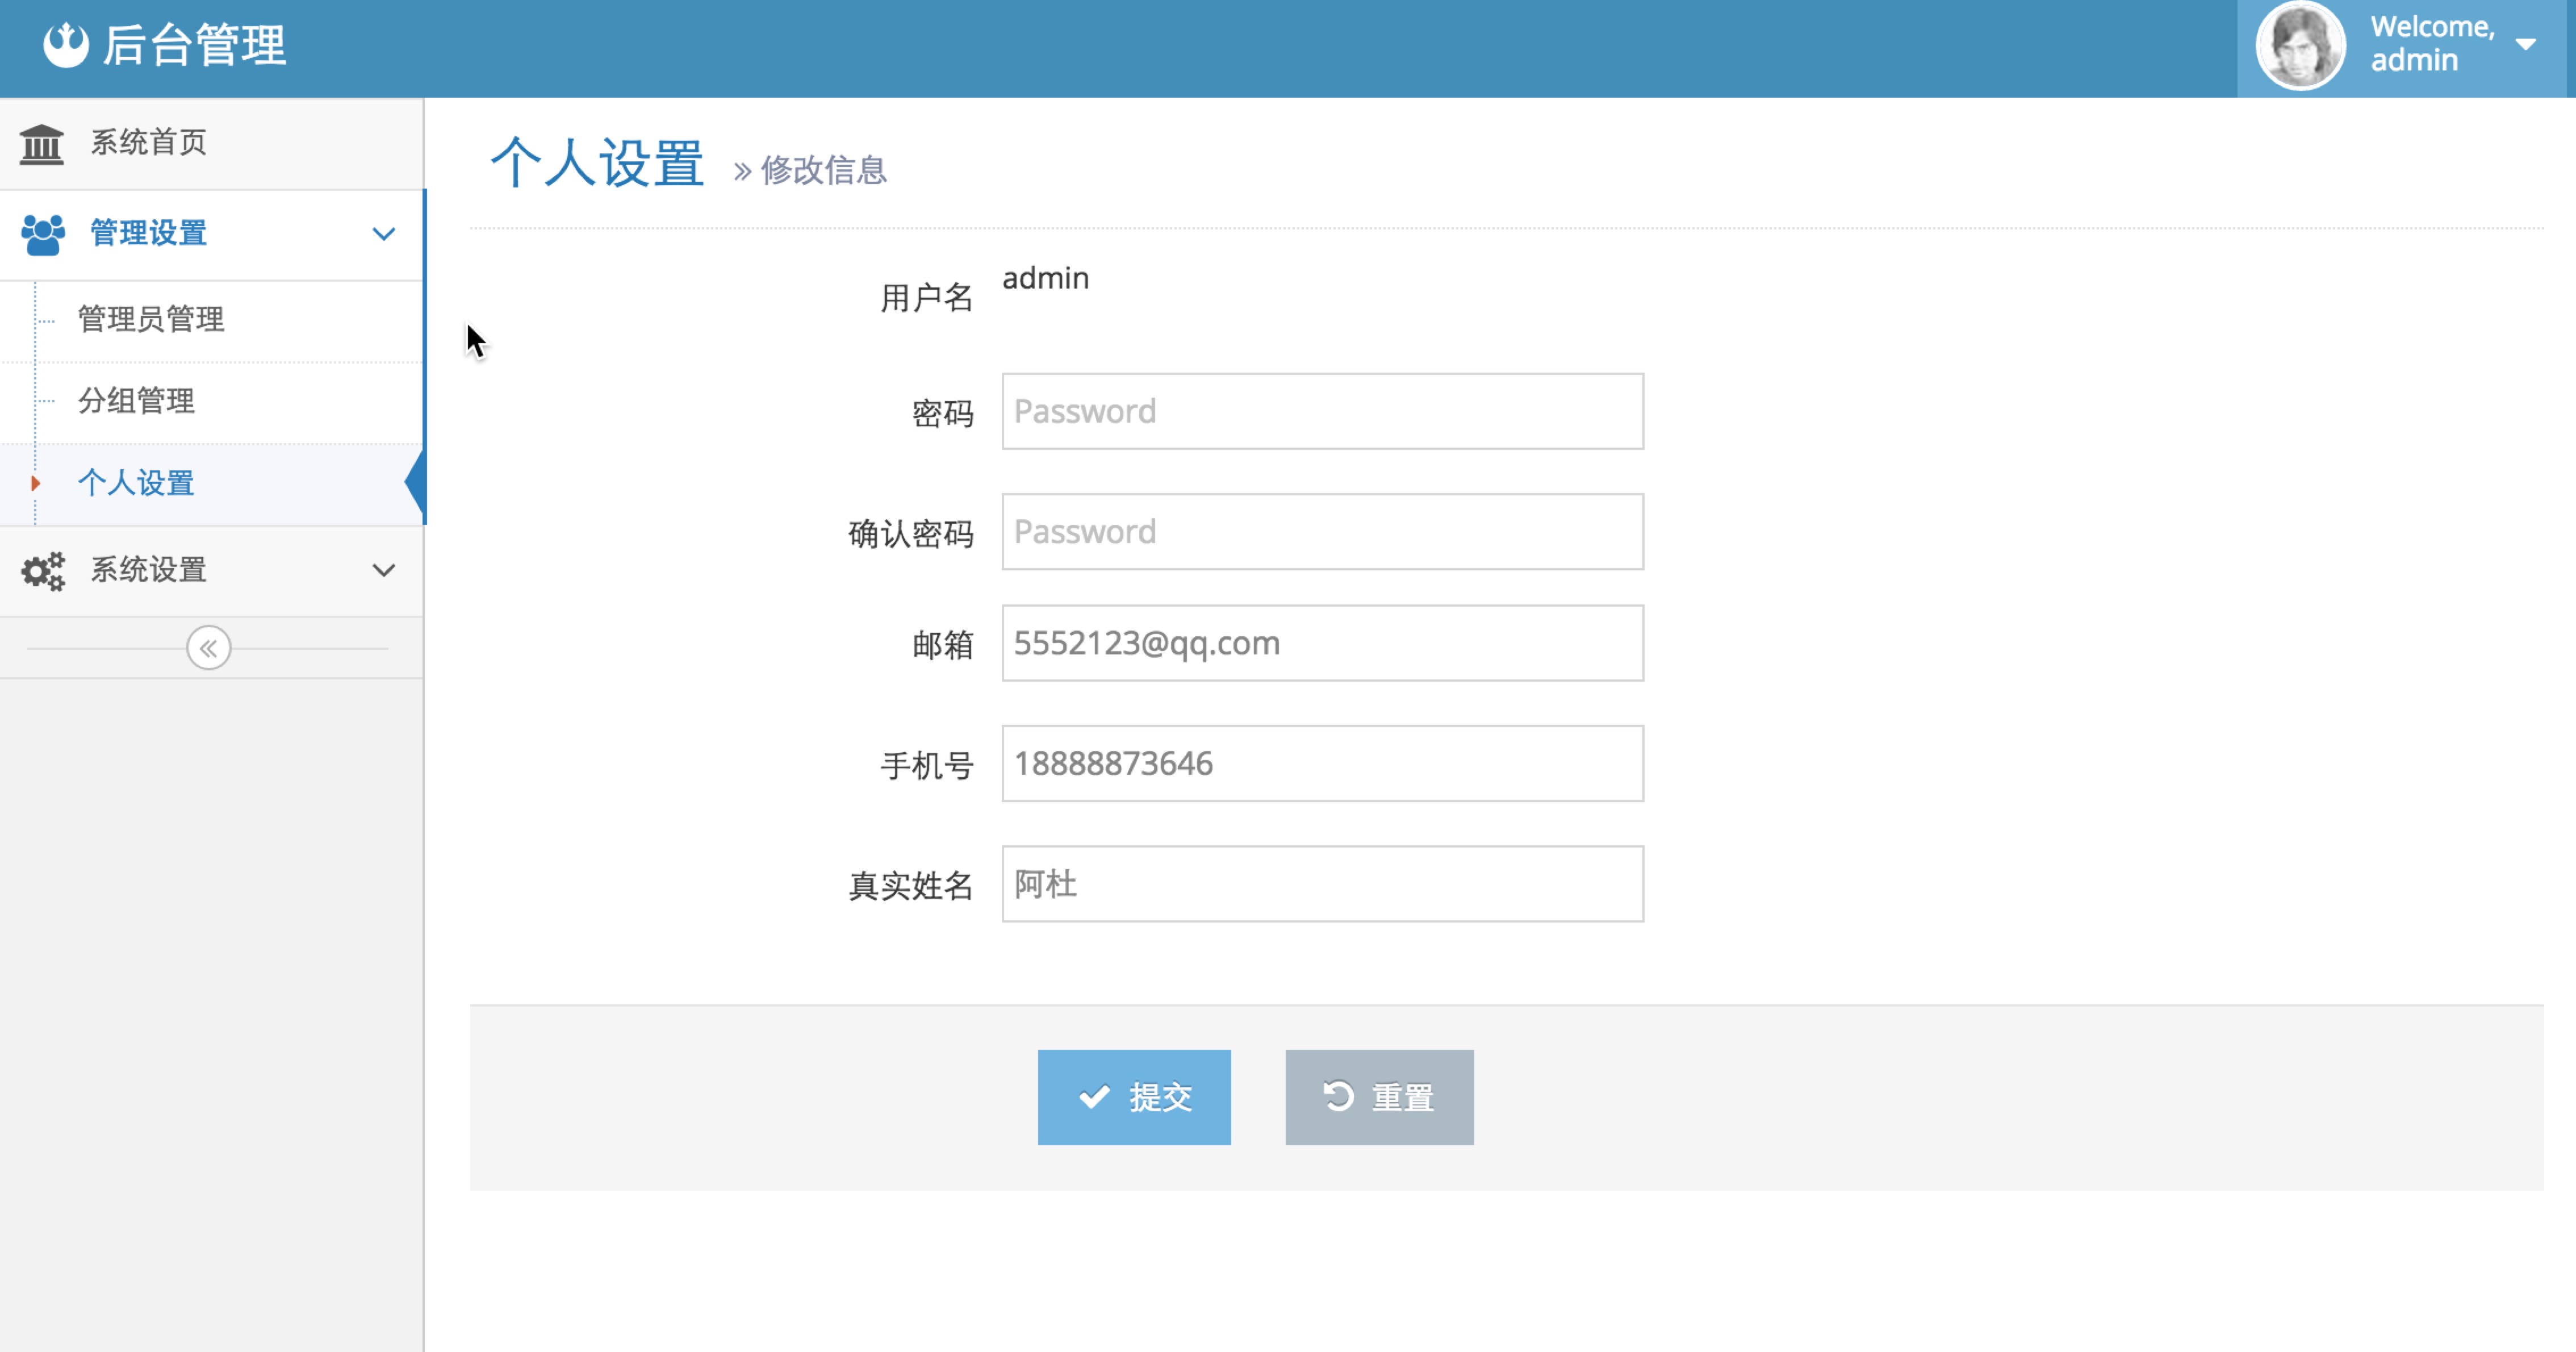 后台管理
Welcome,
admin
系统首页
管理设置
管理员管理
分组管理
个人设置
系统设置
个人设置 » 修改信息
用户名 admin
密码 Password
确认密码 Password
邮箱 5552123@qq.com
手机号 18888873646
真实姓名 阿杜
提交 重置